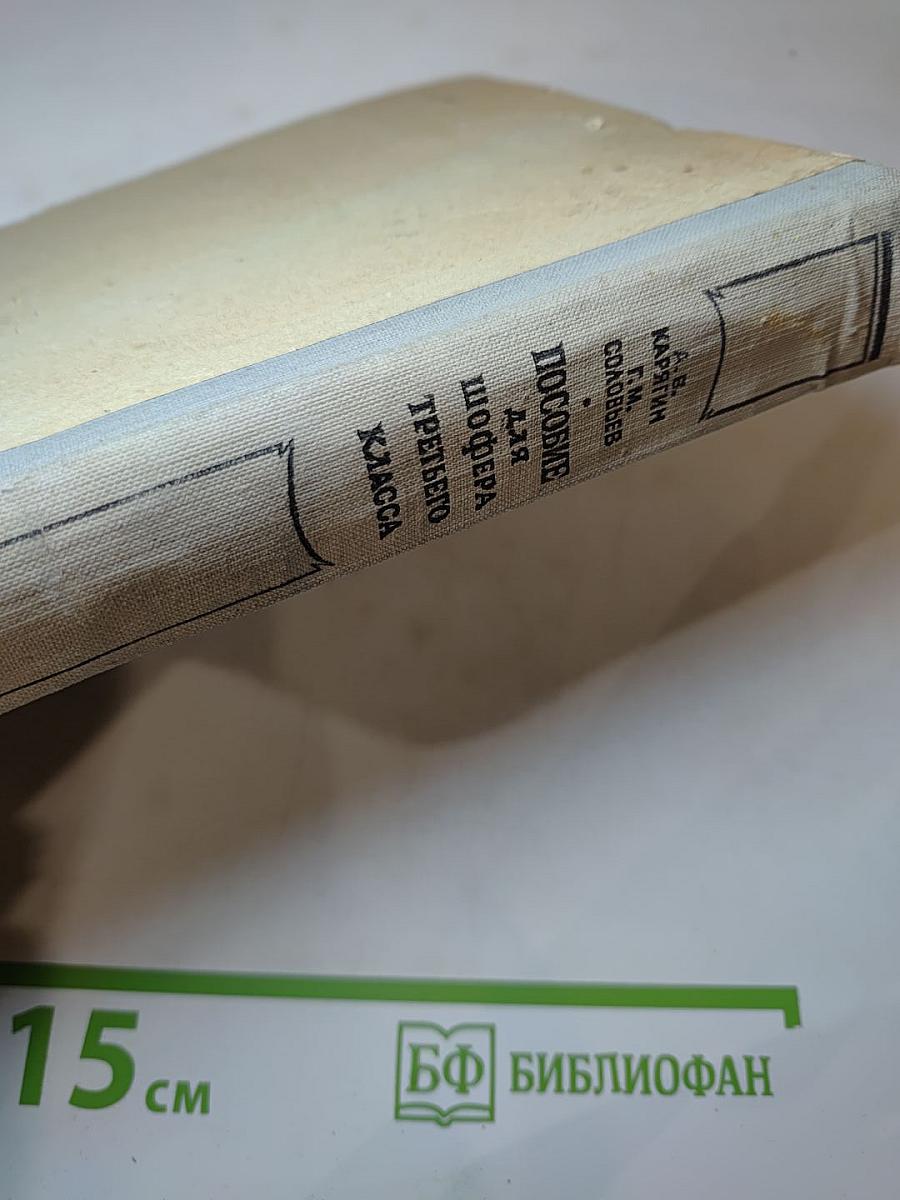 А. В.
КАРЯГИН
Г. М.
СОЛОВЬЕВ
ПОСОБИЕ
ДЛЯ
ШОФЕРА
ТРЕТЬЕГО
КЛАССА
15 см
БФ БИБЛИОФАН